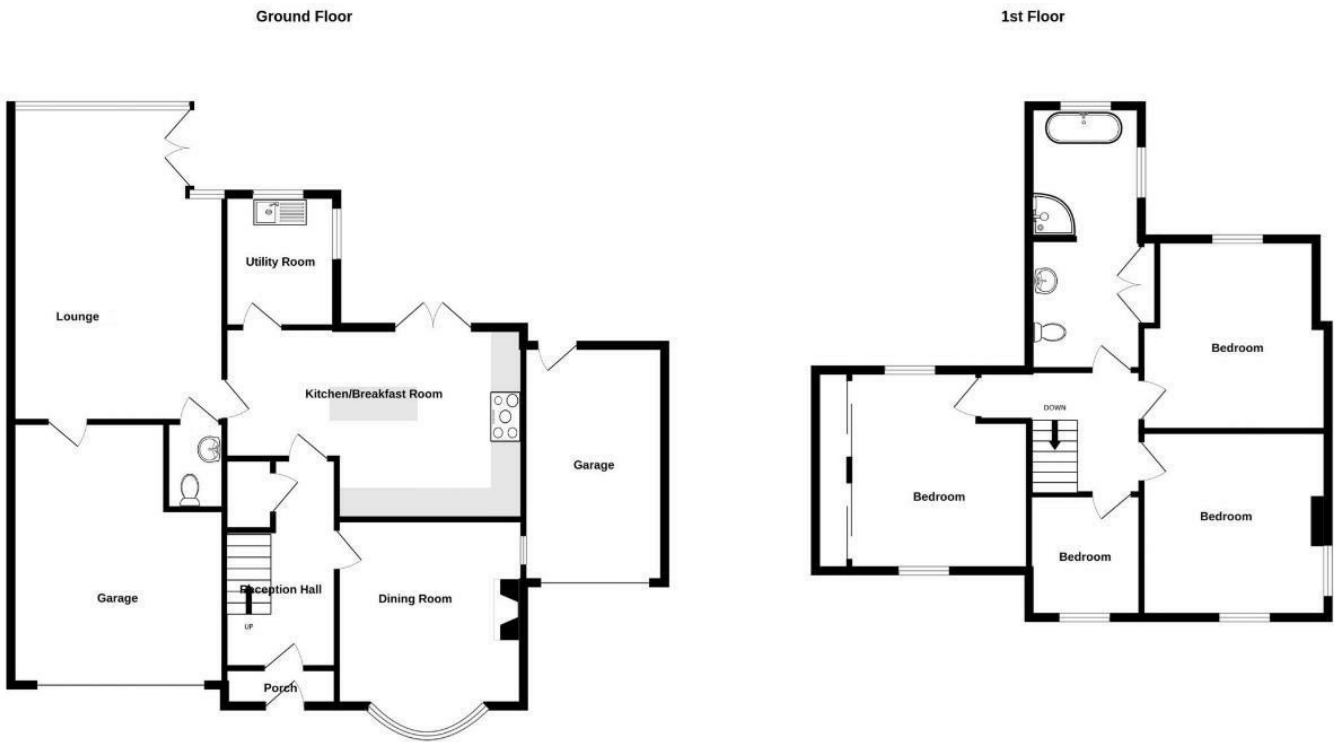 Ground Floor
Utility Room
Lounge
Kitchen/Breakfast Room
Garage
Garage
Reception Hall
Dining Room
UP
Porch
1st Floor
Bedroom
DOWN
Bedroom
Bedroom
Bedroom